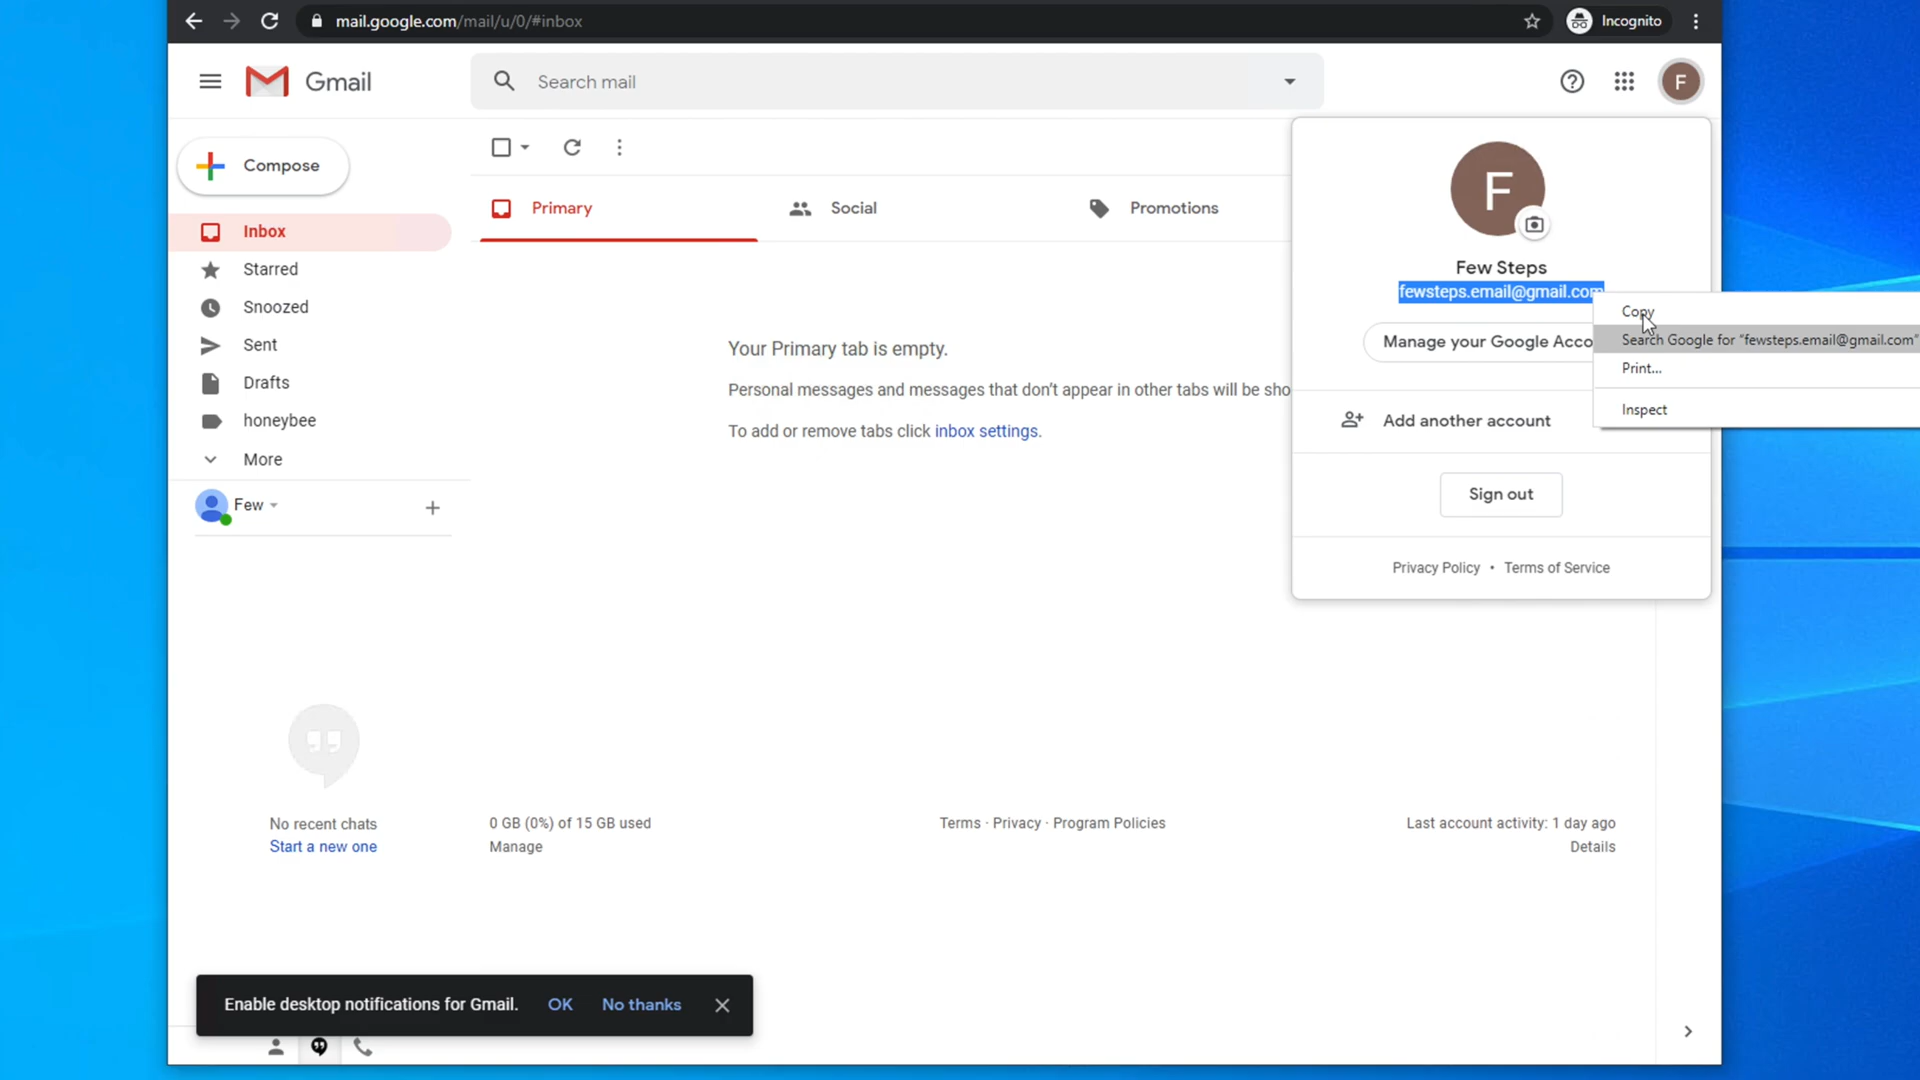 mail.google.com/mail/u/0/#inbox
Incognito
Gmail
Search mail
F
Compose
Inbox
Starred
Snoozed
Sent
Drafts
honeybee
More
Few
Primary
Social
Promotions
Your Primary tab is empty.
Personal messages and messages that don't appear in other tabs will be sho
To add or remove tabs click inbox settings.
F
Few Steps
fewsteps.email@gmail.com
Manage your Google Acco
Add another account
Sign out
Privacy Policy • Terms of Service
Copy
Search Google for "fewsteps.email@gmail.com"
Print...
Inspect
No recent chats
Start a new one
0 GB (0%) of 15 GB used
Manage
Terms · Privacy · Program Policies
Last account activity: 1 day ago
Details
Enable desktop notifications for Gmail. OK No thanks